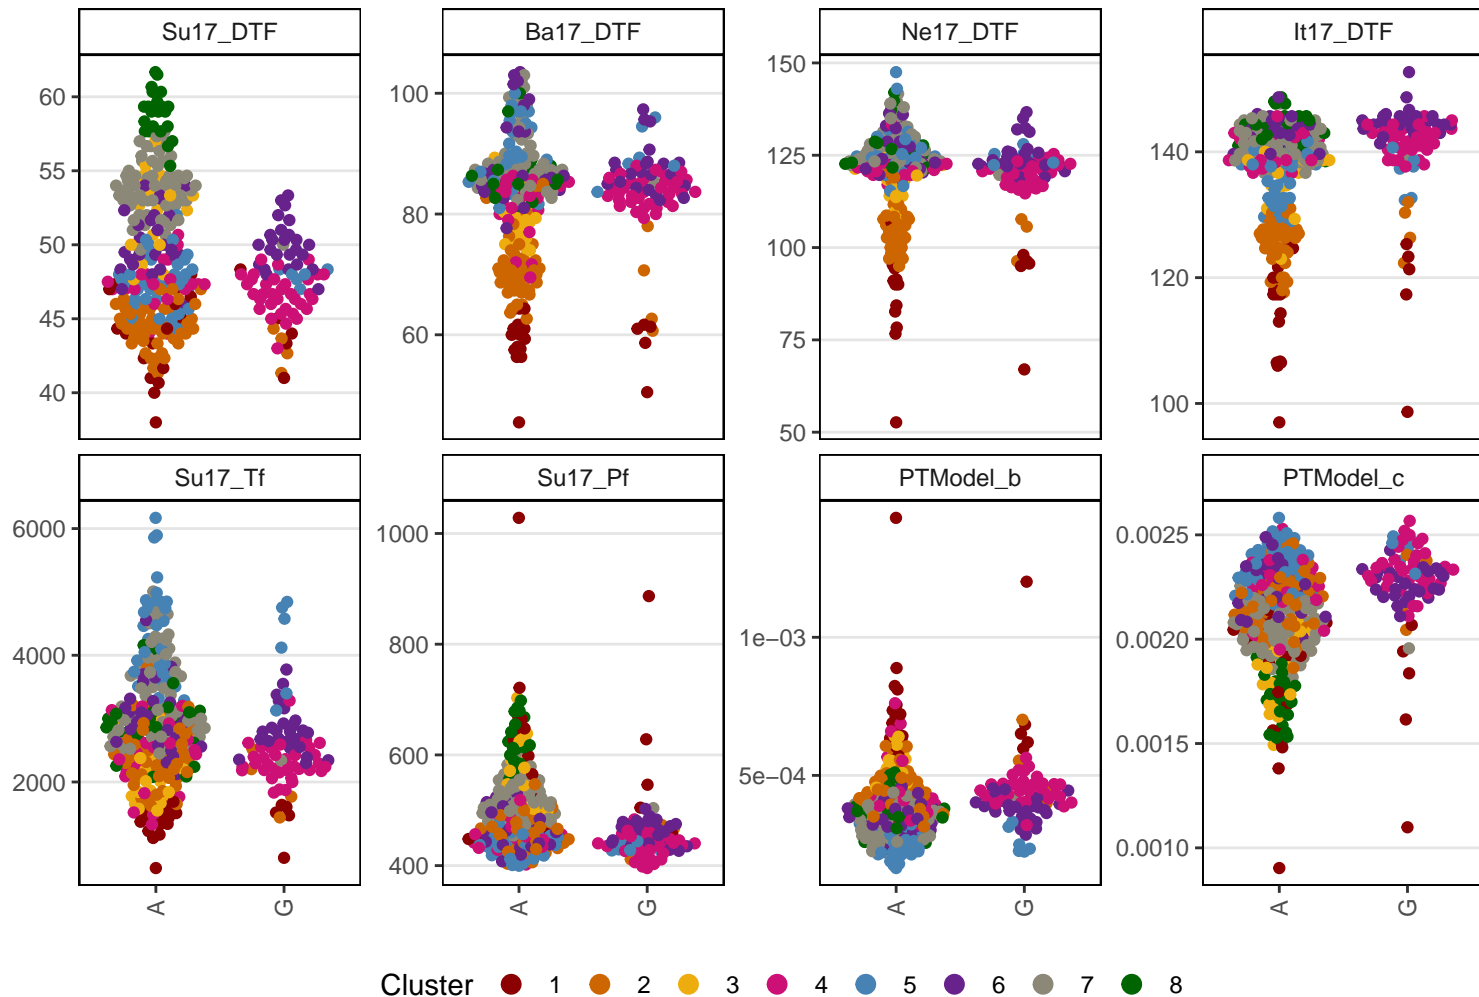 Su17_DTF
Ba17_DTF
Ne17_DTF
It17_DTF
60
55
50
45
40
100
80
60
150
125
100
75
50
140
120
100
Su17_Tf
Su17_Pf
PTModel_b
PTModel_c
6000
4000
2000
1000
800
600
400
1e−03
5e−04
0.0025
0.0020
0.0015
0.0010
A G A G A G A G
Cluster 1 2 3 4 5 6 7 8